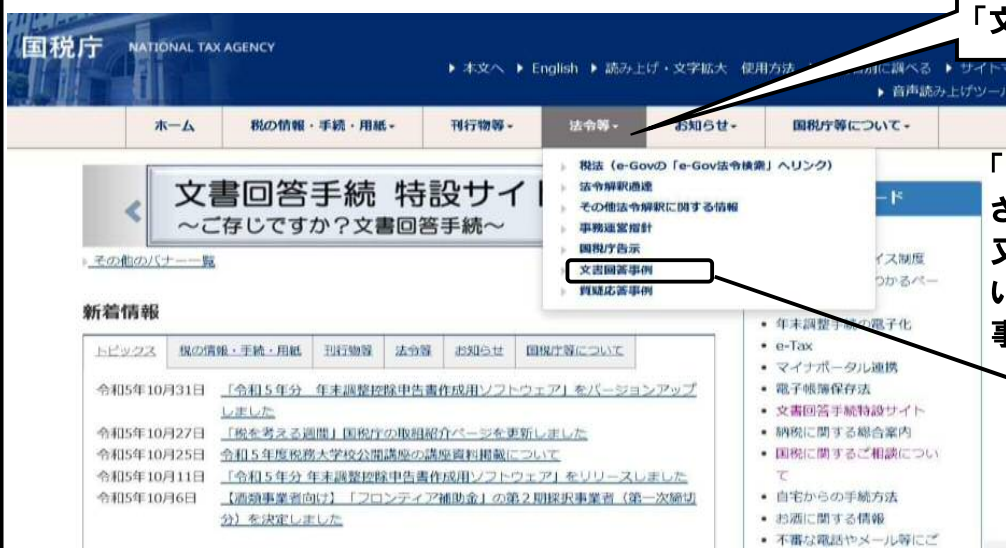 「文
国税庁 NATIONAL TAX AGENCY
本文へ English 読み上げ・文字拡大 使用方法 別に調べる サイトマ
音声読み上げツール
ホーム 税の情報・手続・用紙 刊行物等 法令等 お知らせ 国税庁等について
税法（e-Govの「e-Gov法令検索」へリンク）
法令解釈通達
その他法令解釈に関する情報
事務運営指針
国税庁告示
文書回答事例
質疑応答事例
文書回答手続 特設サイト
～ご存じですか？文書回答手続～
その他のバナー一覧
新着情報
トピックス 税の情報・手続・用紙 刊行物等 法令等 お知らせ 国税庁等について
令和5年10月31日 「令和5年分 年末調整控除申告書作成用ソフトウェア」をバージョンアップ
しました
令和5年10月27日 「税を考える週間」国税庁の取組紹介ページを更新しました
令和5年10月25日 令和5年度税務大学校公開講座の講座資料掲載について
令和5年10月11日 「令和5年分 年末調整控除申告書作成用ソフトウェア」をリリースしました
令和5年10月6日 【酒類事業者向け】「フロンティア補助金」の第2期採択事業者（第一次締切
分）を決定しました
ード
イス制度
わかるペー
年末調整手続の電子化
e-Tax
マイナポータル連携
電子帳簿保存法
文書回答手続特設サイト
納税に関する総合案内
国税に関するご相談につい
て
自宅からの手続方法
お酒に関する情報
不審な電話やメール等にご
「
さ
文
い
事